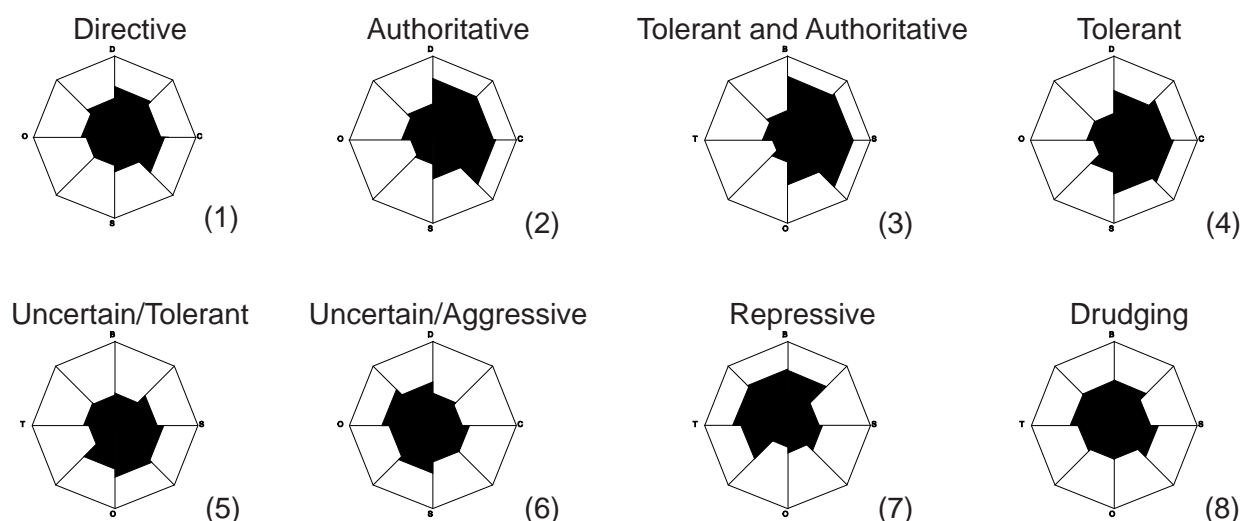 Directive Authoritative Tolerant and Authoritative Tolerant
D D B D
O C O C T S O C
S S O S
(1) (2) (3) (4)
Uncertain/Tolerant Uncertain/Aggressive Repressive Drudging
B D B B
T S O C T S T S
O S O O
(5) (6) (7) (8)